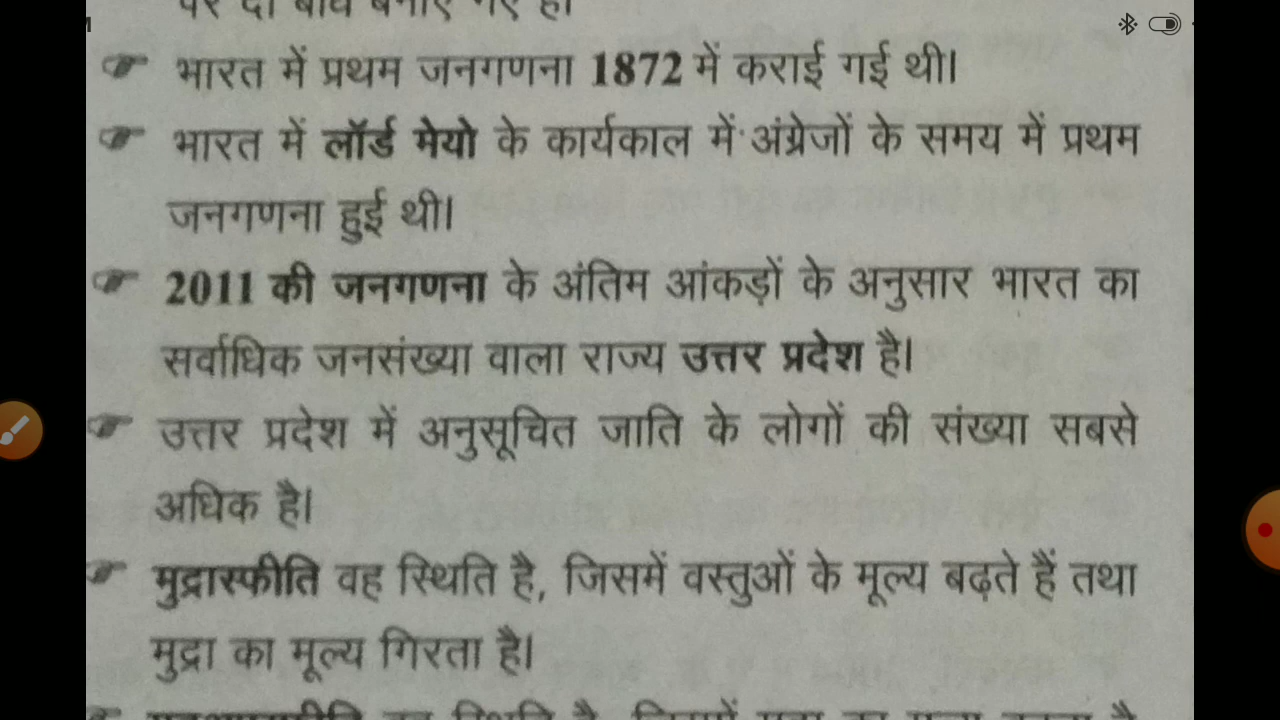 भारत में प्रथम जनगणना 1872 में कराई गई थी।
भारत में लॉर्ड मेयो के कार्यकाल में अंग्रेजों के समय में प्रथम
जनगणना हुई थी।
2011 की जनगणना के अंतिम आंकड़ों के अनुसार भारत का
सर्वाधिक जनसंख्या वाला राज्य उत्तर प्रदेश है।
उत्तर प्रदेश में अनुसूचित जाति के लोगों की संख्या सबसे
अधिक है।
मुद्रास्फीति वह स्थिति है, जिसमें वस्तुओं के मूल्य बढ़ते हैं तथा
मुद्रा का मूल्य गिरता है।